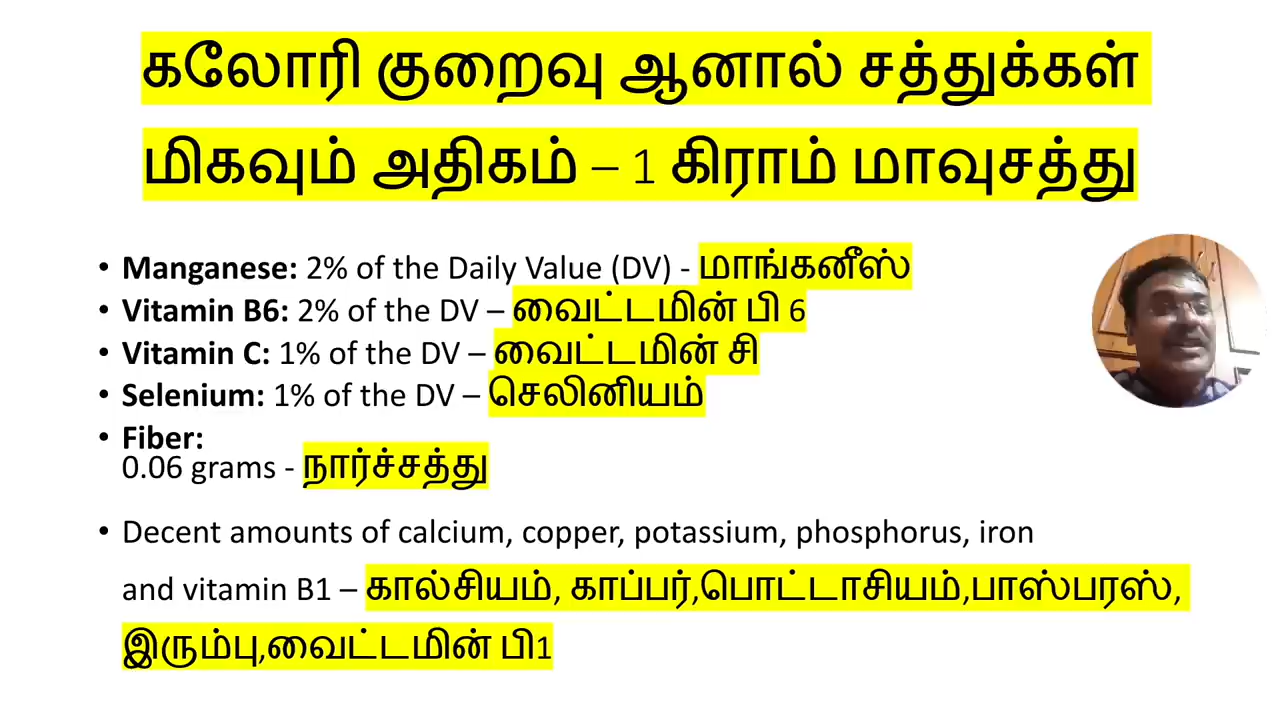 கலோரி குறைவு ஆனால் சத்துக்கள்
மிகவும் அதிகம் – 1 கிராம் மாவுசத்து
• Manganese: 2% of the Daily Value (DV) - மாங்கனீஸ்
• Vitamin B6: 2% of the DV – வைட்டமின் பி 6
• Vitamin C: 1% of the DV – வைட்டமின் சி
• Selenium: 1% of the DV – செலினியம்
• Fiber:
0.06 grams - நார்ச்சத்து
• Decent amounts of calcium, copper, potassium, phosphorus, iron
and vitamin B1 – கால்சியம், காப்பர்,பொட்டாசியம்,பாஸ்பரஸ்,
இரும்பு,வைட்டமின் பி1